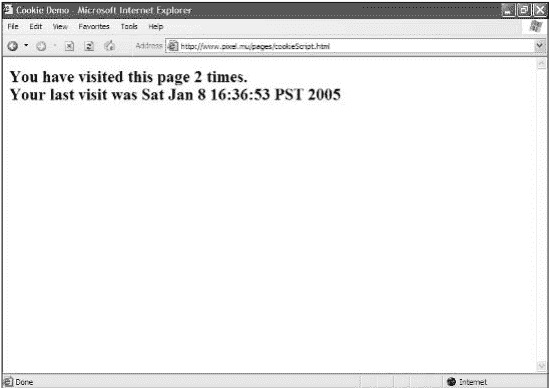 Cookie Demo - Microsoft Internet Explorer
File Edit View Favorites Tools Help
Address http://www.pixel.mu/pages/cookieScript.html
You have visited this page 2 times.
Your last visit was Sat Jan 8 16:36:53 PST 2005
Done Internet